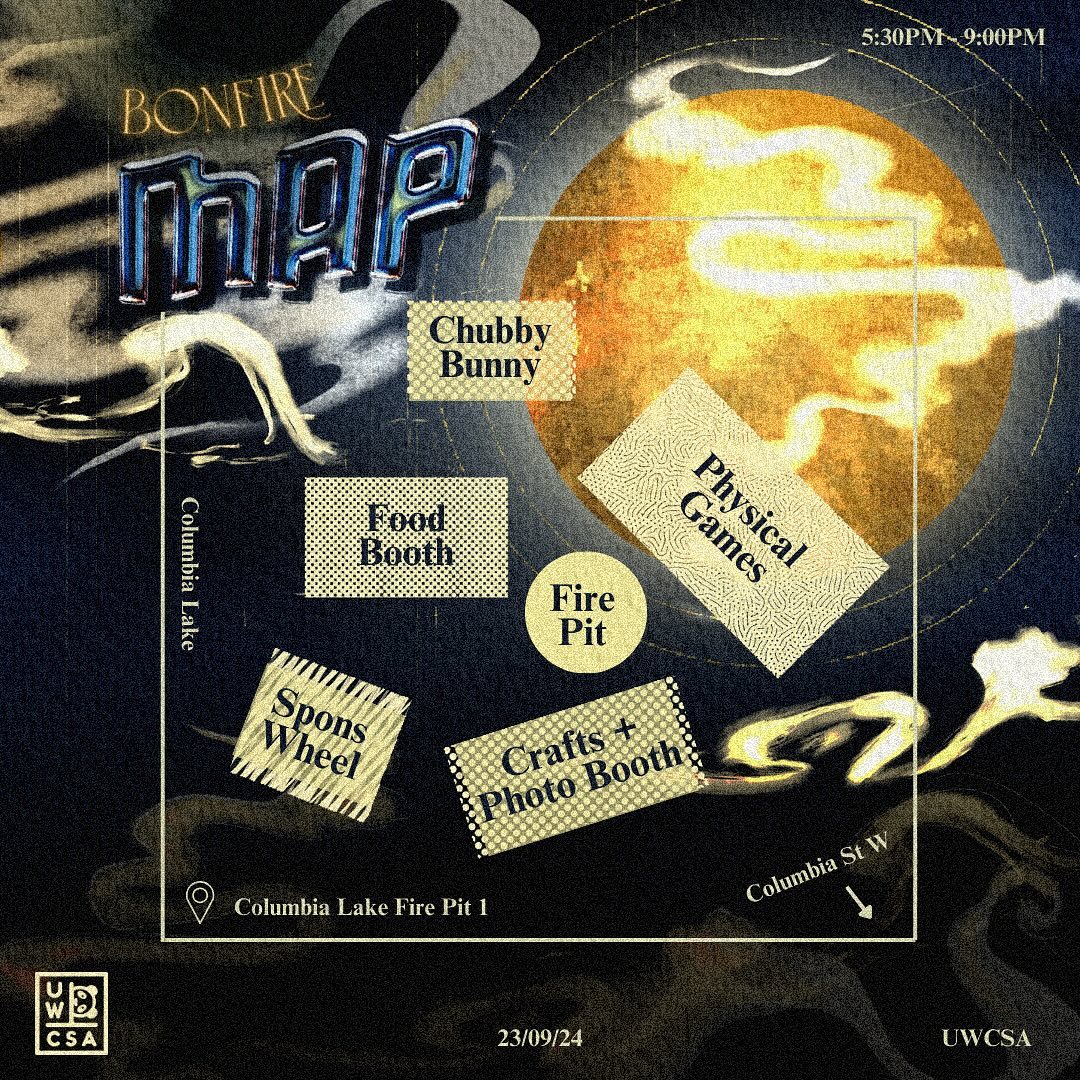 5:30PM - 9:00PM
BONFIRE
MAP
Chubby
Bunny
Physical
Games
Food
Booth
Columbia Lake
Fire
Pit
Spons
Wheel
Crafts +
Photo Booth
Columbia St W
Columbia Lake Fire Pit 1
UW
CSA
23/09/24
UWCSA